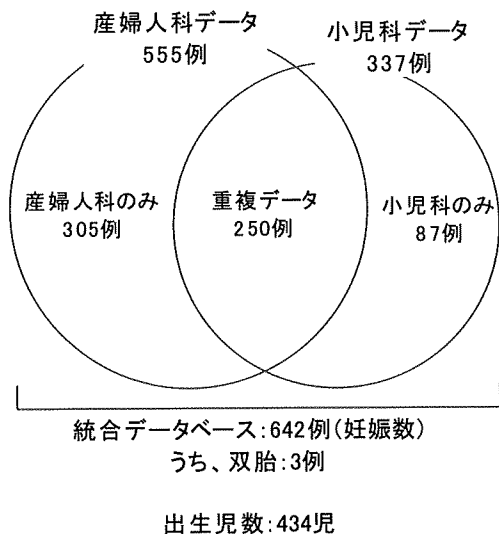 産婦人科データ
555例
小児科データ
337例
産婦人科のみ
305例
重複データ
250例
小児科のみ
87例
統合データベース:642例(妊娠数)
うち、双胎:3例
出生児数:434児